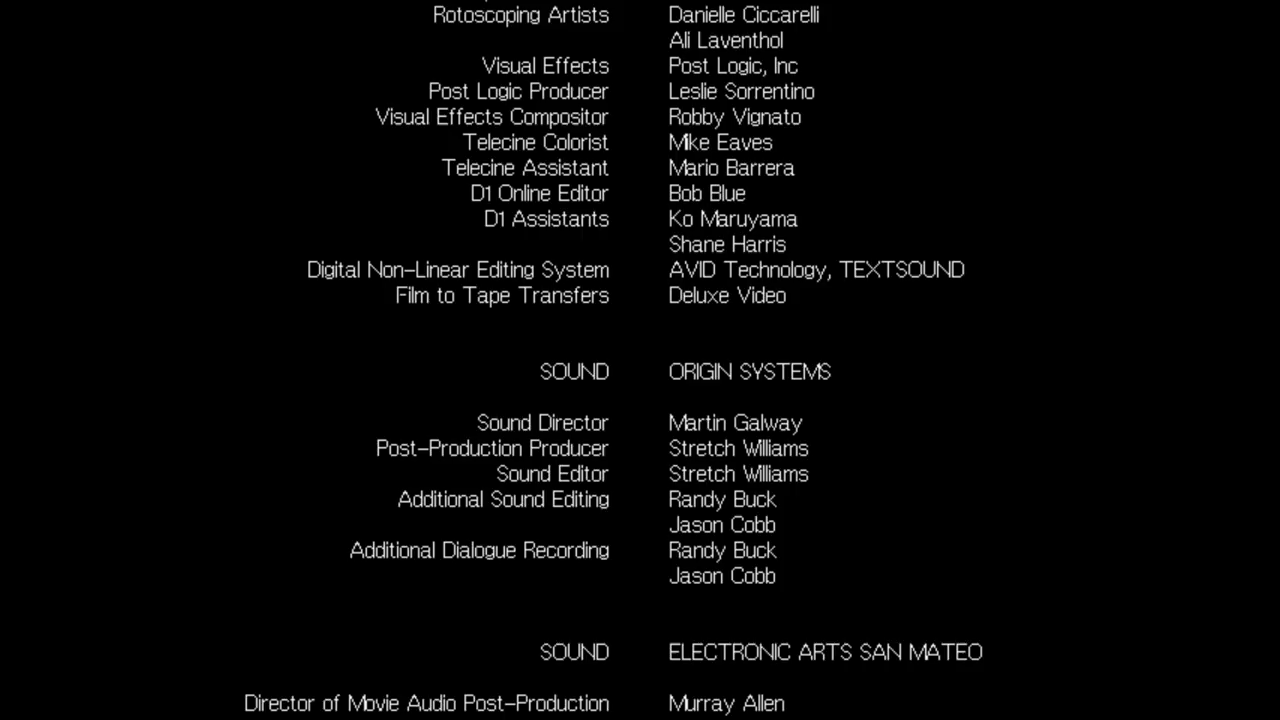 Rotoscoping Artists Danielle Ciccarelli
Ali Laventhol
Visual Effects Post Logic, Inc
Post Logic Producer Leslie Sorrentino
Visual Effects Compositor Robby Vignato
Telecine Colorist Mike Eaves
Telecine Assistant Mario Barrera
D1 Online Editor Bob Blue
D1 Assistants Ko Maruyama
Shane Harris
Digital Non-Linear Editing System AVID Technology, TEXTSOUND
Film to Tape Transfers Deluxe Video
SOUND ORIGIN SYSTEMS
Sound Director Martin Galway
Post-Production Producer Stretch Williams
Sound Editor Stretch Williams
Additional Sound Editing Randy Buck
Jason Cobb
Additional Dialogue Recording Randy Buck
Jason Cobb
SOUND ELECTRONIC ARTS SAN MATEO
Director of Movie Audio Post-Production Murray Allen